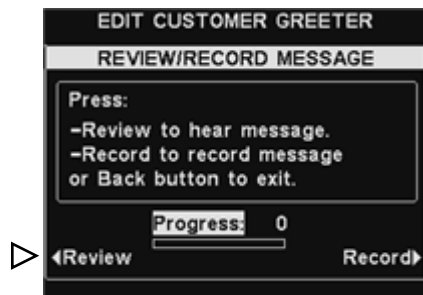 EDIT CUSTOMER GREETER
REVIEW/RECORD MESSAGE
Press:
-Review to hear message.
-Record to record message
or Back button to exit.
Progress: 0
Review Record